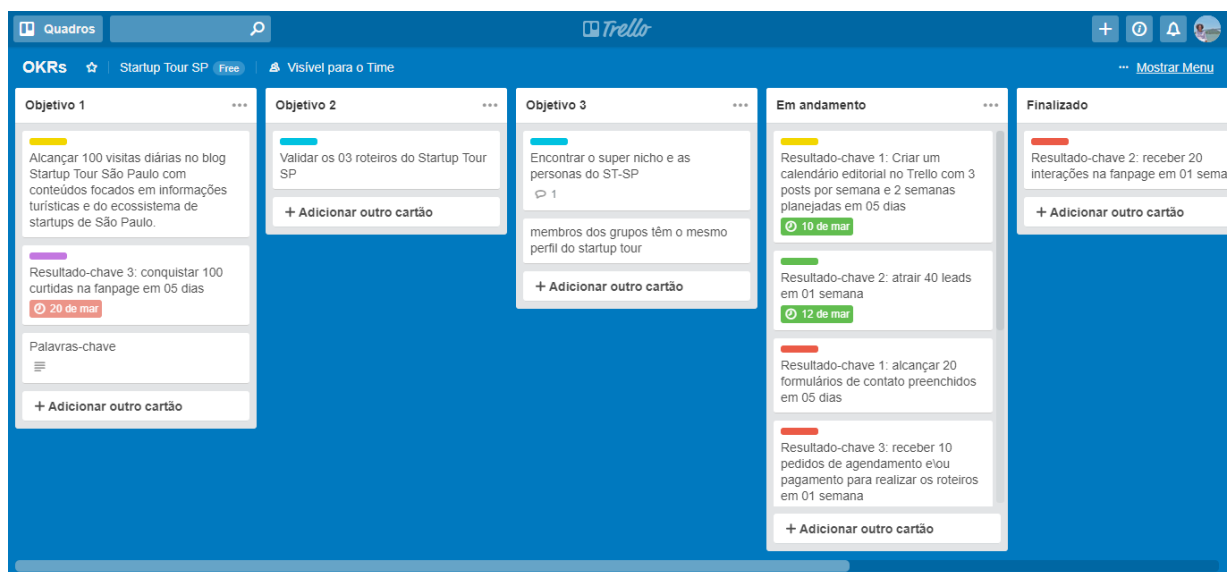 Quadros
Trello
OKRs
Startup Tour SP Free
Visível para o Time
... Mostrar Menu
Objetivo 1
Alcançar 100 visitas diárias no blog
Startup Tour São Paulo com
conteúdos focados em informações
turísticas e do ecossistema de
startups de São Paulo.
Resultado-chave 3: conquistar 100
curtidas na fanpage em 05 dias
20 de mar
Palavras-chave
+ Adicionar outro cartão
Objetivo 2
Validar os 03 roteiros do Startup Tour
SP
+ Adicionar outro cartão
Objetivo 3
Encontrar o super nicho e as
personas do ST-SP
1
membros dos grupos têm o mesmo
perfil do startup tour
+ Adicionar outro cartão
Em andamento
Resultado-chave 1: Criar um
calendário editorial no Trello com 3
posts por semana e 2 semanas
planejadas em 05 dias
10 de mar
Resultado-chave 2: atrair 40 leads
em 01 semana
12 de mar
Resultado-chave 1: alcançar 20
formulários de contato preenchidos
em 05 dias
Resultado-chave 3: receber 10
pedidos de agendamento e\ou
pagamento para realizar os roteiros
em 01 semana
+ Adicionar outro cartão
Finalizado
Resultado-chave 2: receber 20
interações na fanpage em 01 sema
+ Adicionar outro cartão